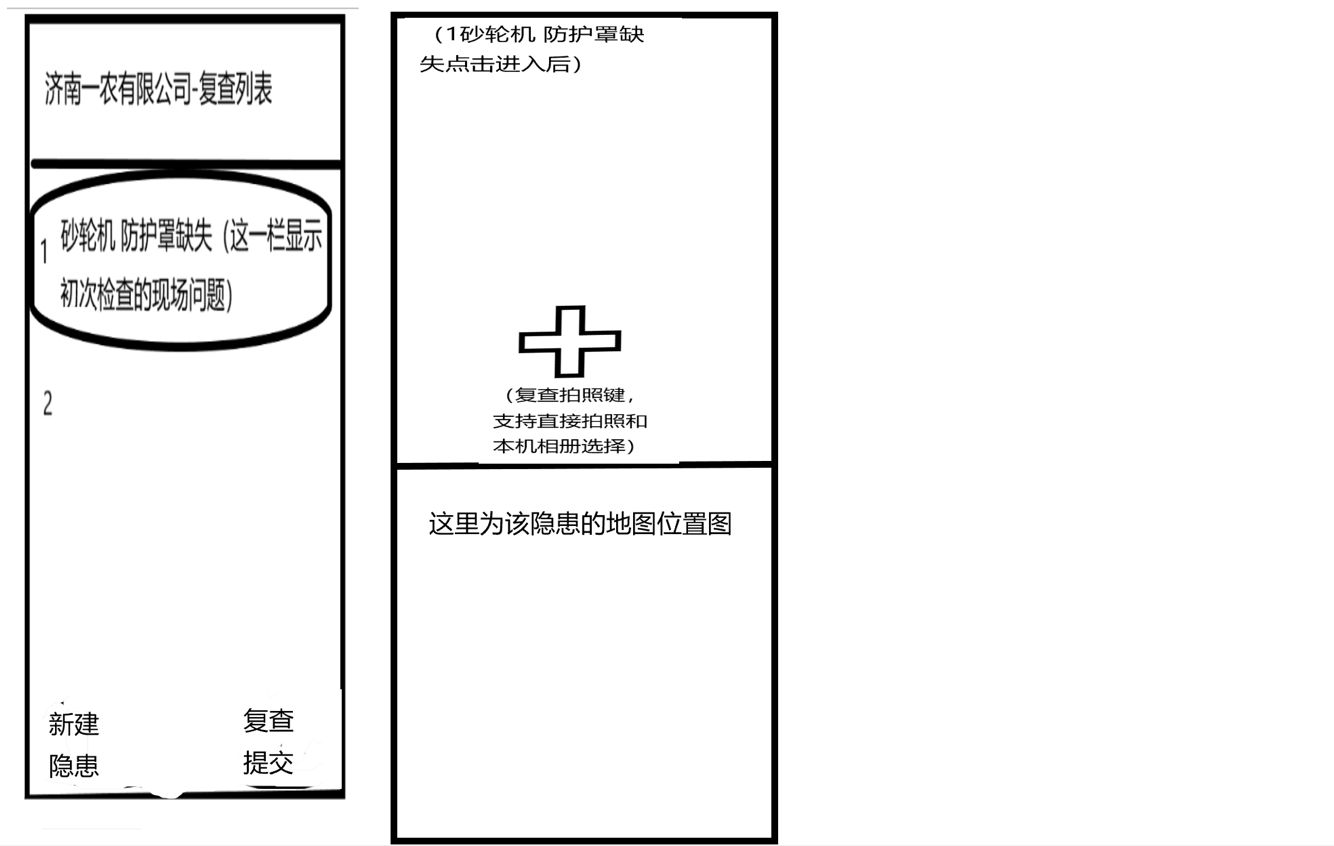 济南一农有限公司-复查列表
1 砂轮机 防护罩缺失（这一栏显示
初次检查的现场问题）
2
新建
隐患
复查
提交
（1砂轮机 防护罩缺
失点击进入后）
（复查拍照键，
支持直接拍照和
本机相册选择）
这里为该隐患的地图位置图